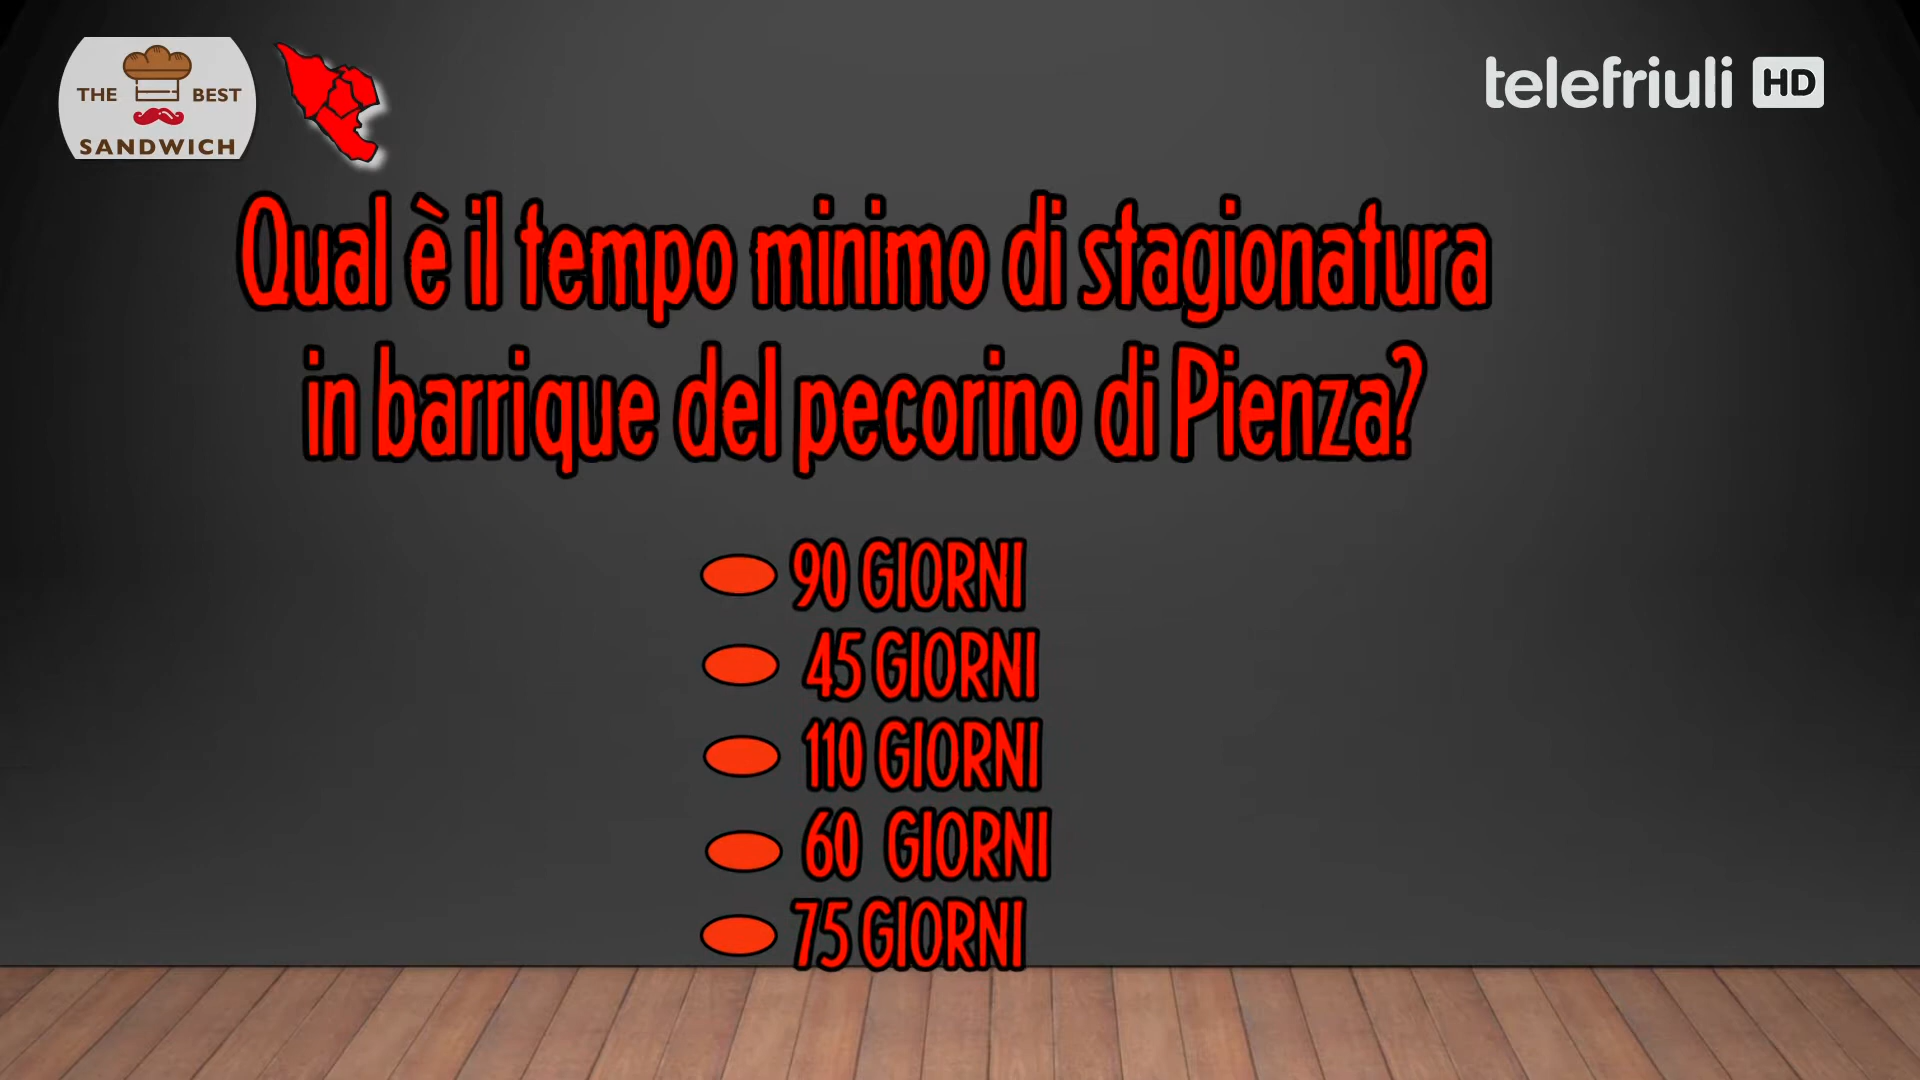 THE BEST
SANDWICH
telefriuli HD
Qual è il tempo minimo di stagionatura
in barrique del pecorino di Pienza?
90 GIORNI
45 GIORNI
110 GIORNI
60 GIORNI
75 GIORNI